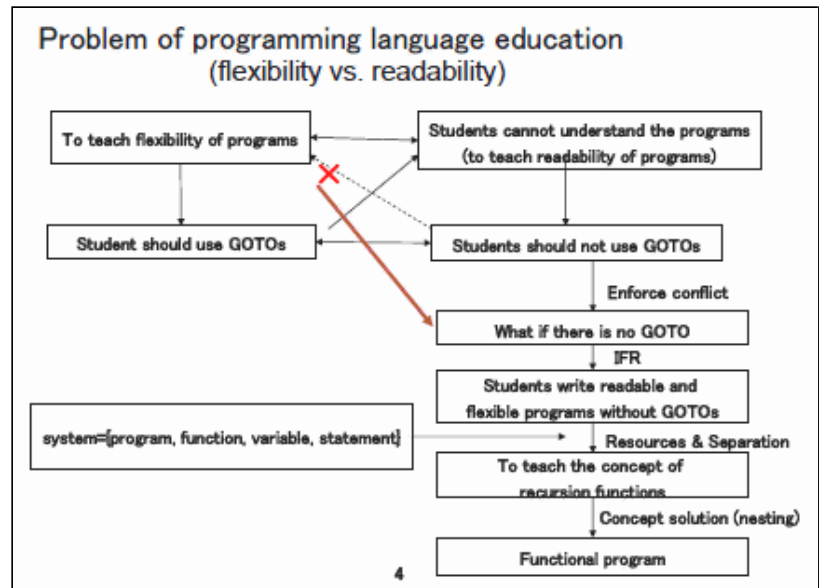 Problem of programming language education
(flexibility vs. readability)
To teach flexibility of programs
Students cannot understand the programs
(to teach readability of programs)
Student should use GOTOs
Students should not use GOTOs
Enforce conflict
What if there is no GOTO
IFR
Students write readable and
flexible programs without GOTOs
system={program, function, variable, statement}
Resources & Separation
To teach the concept of
recursion functions
Concept solution (nesting)
Functional program
4